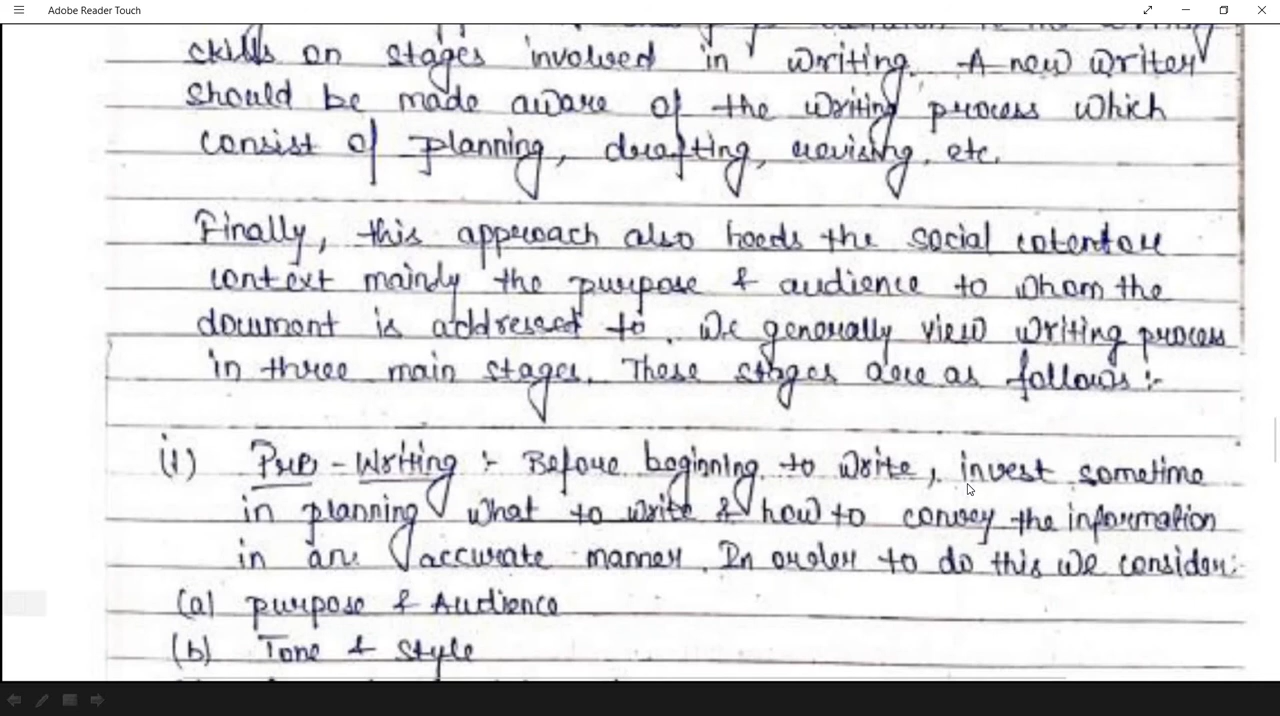 Adobe Reader Touch
skills on stages involved in writing. A new writer
should be made aware of the writing process which
consist of planning, drafting, revising, etc.
Finally, this approach also heeds the social
context mainly the purpose & audience to whom the
document is addressed to. We generally view writing process
in three main stages. These stages are as follows :-
(1) Pre - Writing :- Before beginning to write, invest sometime
in planning what to write & how to convey the information
in an accurate manner. In order to do this we consider:
(a) purpose & Audience
(b) Tone & style